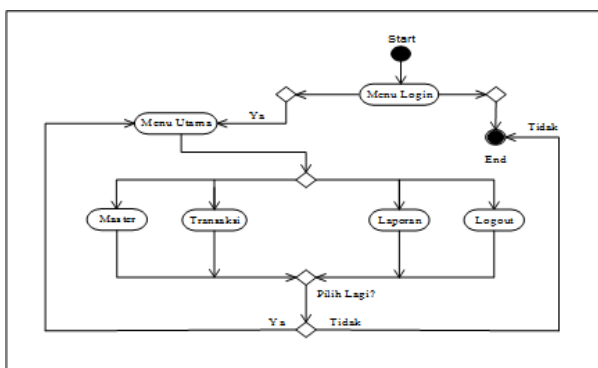 Start
Menu Login
Ya
Menu Utama
Tidak
End
Master
Transaksi
Laporan
Logout
Pilih Lagi?
Ya
Tidak